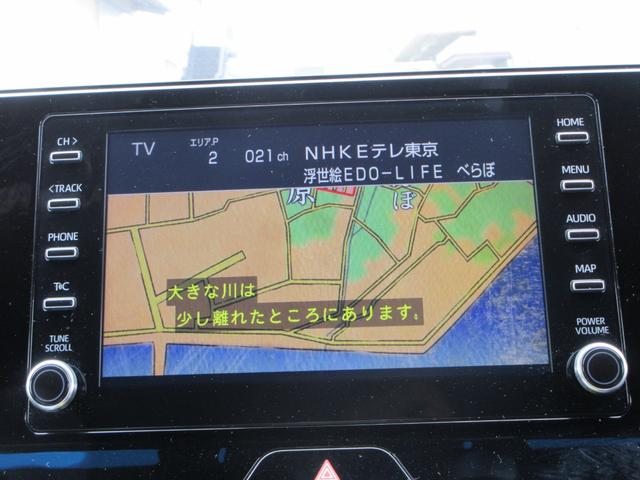 CH>
<TRACK
PHONE
T&C
TUNE
SCROLL
TV
エリア.P
2
021ch
NHKEテレ東京
浮世絵EDO-LIFE べらぼ
原
ぼ
大きな川は
少し離れたところにあります。
HOME
MENU
AUDIO
MAP
POWER
VOLUME